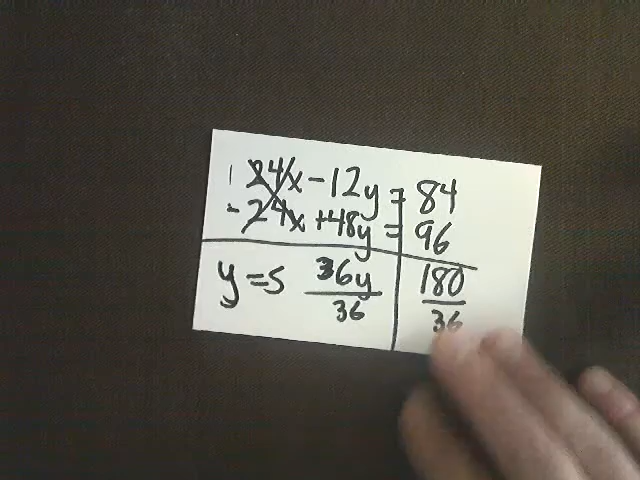 24x - 12y = 84
-24x + 48y = 96
y = 5 36y/36 180/36